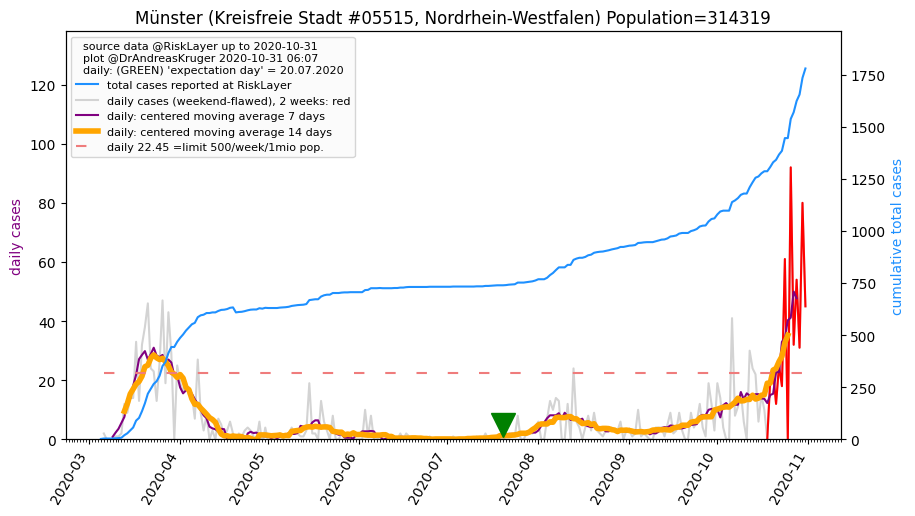 Münster (Kreisfreie Stadt #05515, Nordrhein-Westfalen) Population=314319
source data @RiskLayer up to 2020-10-31
plot @DrAndreasKruger 2020-10-31 06:07
daily: (GREEN) 'expectation day' = 20.07.2020
total cases reported at RiskLayer
daily cases (weekend-flawed), 2 weeks: red
daily: centered moving average 7 days
daily: centered moving average 14 days
daily 22.45 =limit 500/week/1mio pop.
daily cases
120
100
80
60
40
20
0
cumulative total cases
1750
1500
1250
1000
750
500
250
0
2020-03
2020-04
2020-05
2020-06
2020-07
2020-08
2020-09
2020-10
2020-11